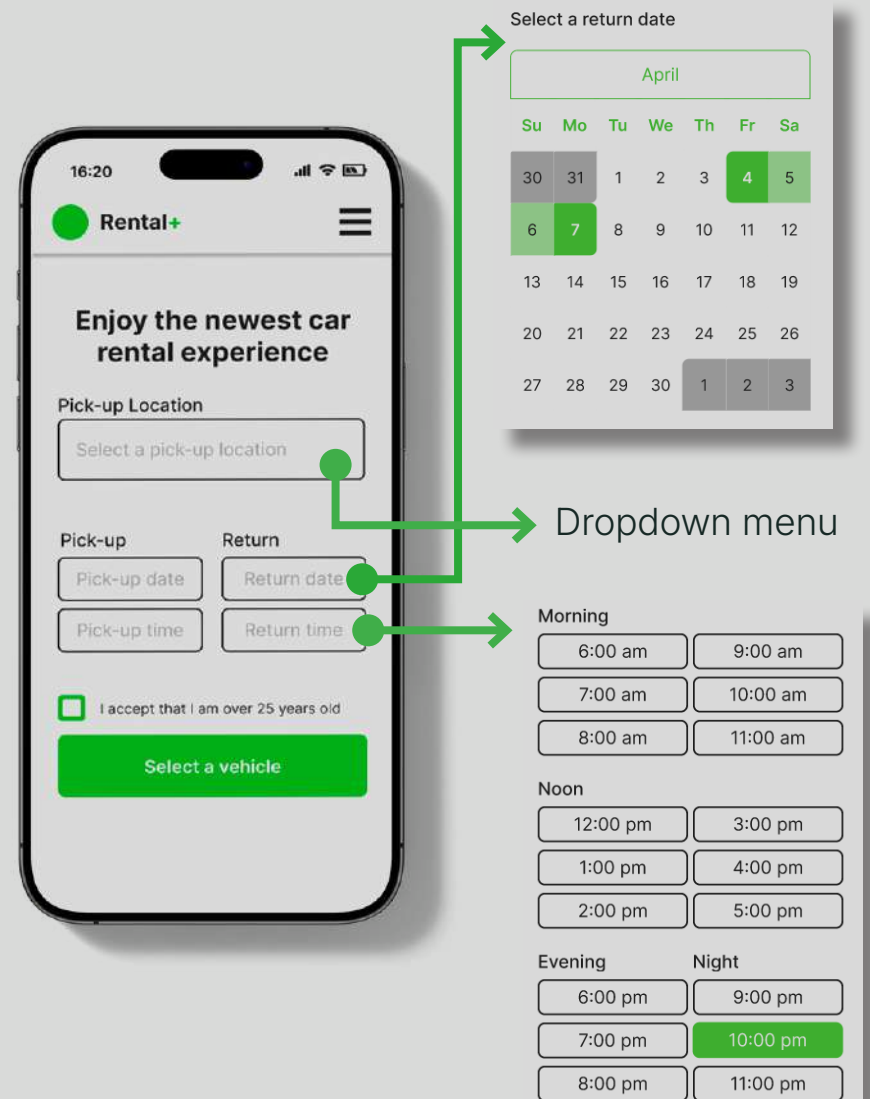 16:20
Rental+
Enjoy the newest car
rental experience
Pick-up Location
Select a pick-up location
Pick-up Return
Pick-up date Return date
Pick-up time Return time
I accept that I am over 25 years old
Select a vehicle
Select a return date
April
Su Mo Tu We Th Fr Sa
30 31 1 2 3 4 5
6 7 8 9 10 11 12
13 14 15 16 17 18 19
20 21 22 23 24 25 26
27 28 29 30 1 2 3
Dropdown menu
Morning
6:00 am 9:00 am
7:00 am 10:00 am
8:00 am 11:00 am
Noon
12:00 pm 3:00 pm
1:00 pm 4:00 pm
2:00 pm 5:00 pm
Evening Night
6:00 pm 9:00 pm
7:00 pm 10:00 pm
8:00 pm 11:00 pm